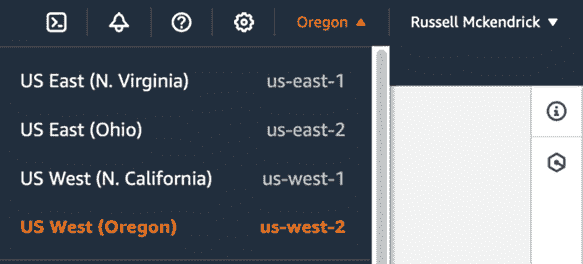 Oregon ▲ Russell Mckendrick ▼
US East (N. Virginia) us-east-1
US East (Ohio) us-east-2
US West (N. California) us-west-1
US West (Oregon) us-west-2